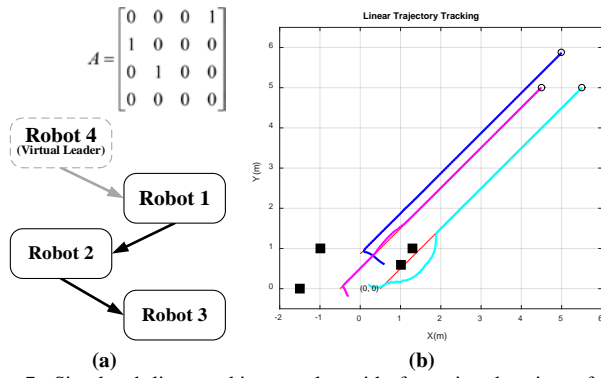 A = [0 0 0 1
1 0 0 0
0 1 0 0
0 0 0 0]
Robot 4
(Virtual Leader)
Robot 1
Robot 2
Robot 3
(a)
Linear Trajectory Tracking
6
5
4
3
2
1
0
Y(m)
(0, 0)
-2 -1 0 1 2 3 4 5 6
X(m)
(b)